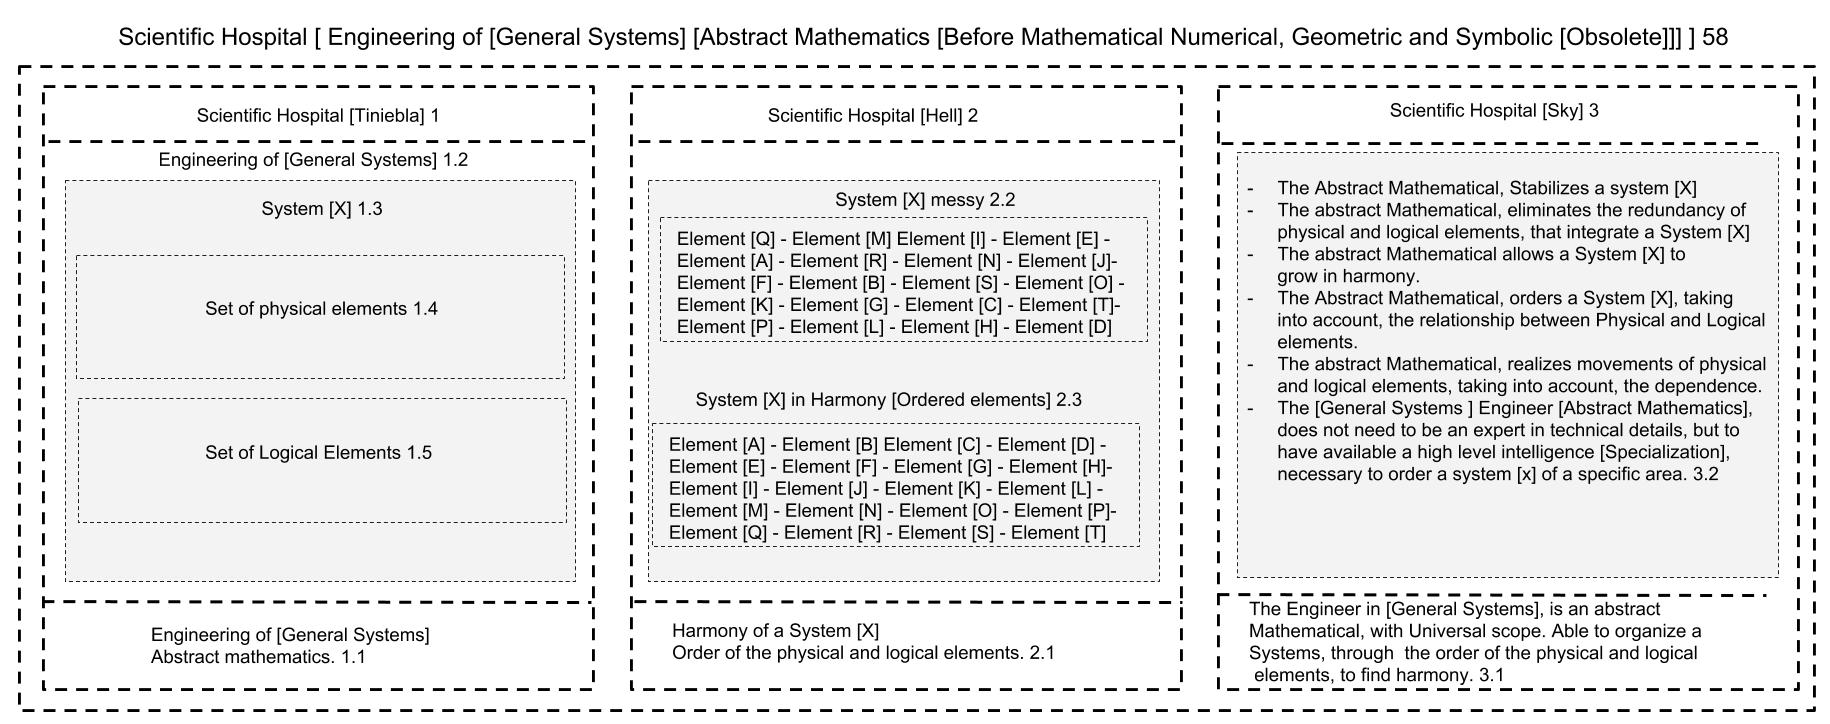 Scientific Hospital [ Engineering of [General Systems] [Abstract Mathematics [Before Mathematical Numerical, Geometric and Symbolic [Obsolete]]] ] 58
Scientific Hospital [Tiniebla] 1
Engineering of [General Systems] 1.2
System [X] 1.3
Set of physical elements 1.4
Set of Logical Elements 1.5
Engineering of [General Systems]
Abstract mathematics. 1.1
Scientific Hospital [Hell] 2
System [X] messy 2.2
Element [Q] - Element [M] Element [I] - Element [E] -
Element [A] - Element [R] - Element [N] - Element [J]-
Element [F] - Element [B] - Element [S] - Element [O] -
Element [K] - Element [G] - Element [C] - Element [T]-
Element [P] - Element [L] - Element [H] - Element [D]
System [X] in Harmony [Ordered elements] 2.3
Element [A] - Element [B] Element [C] - Element [D] -
Element [E] - Element [F] - Element [G] - Element [H]-
Element [I] - Element [J] - Element [K] - Element [L] -
Element [M] - Element [N] - Element [O] - Element [P]-
Element [Q] - Element [R] - Element [S] - Element [T]
Harmony of a System [X]
Order of the physical and logical elements. 2.1
Scientific Hospital [Sky] 3
- The Abstract Mathematical, Stabilizes a system [X]
- The abstract Mathematical, eliminates the redundancy of
physical and logical elements, that integrate a System [X]
- The abstract Mathematical allows a System [X] to
grow in harmony.
- The Abstract Mathematical, orders a System [X], taking
into account, the relationship between Physical and Logical
elements.
- The abstract Mathematical, realizes movements of physical
and logical elements, taking into account, the dependence.
- The [General Systems ] Engineer [Abstract Mathematics],
does not need to be an expert in technical details, but to
have available a high level intelligence [Specialization],
necessary to order a system [x] of a specific area. 3.2
The Engineer in [General Systems], is an abstract
Mathematical, with Universal scope. Able to organize a
Systems, through the order of the physical and logical
elements, to find harmony. 3.1